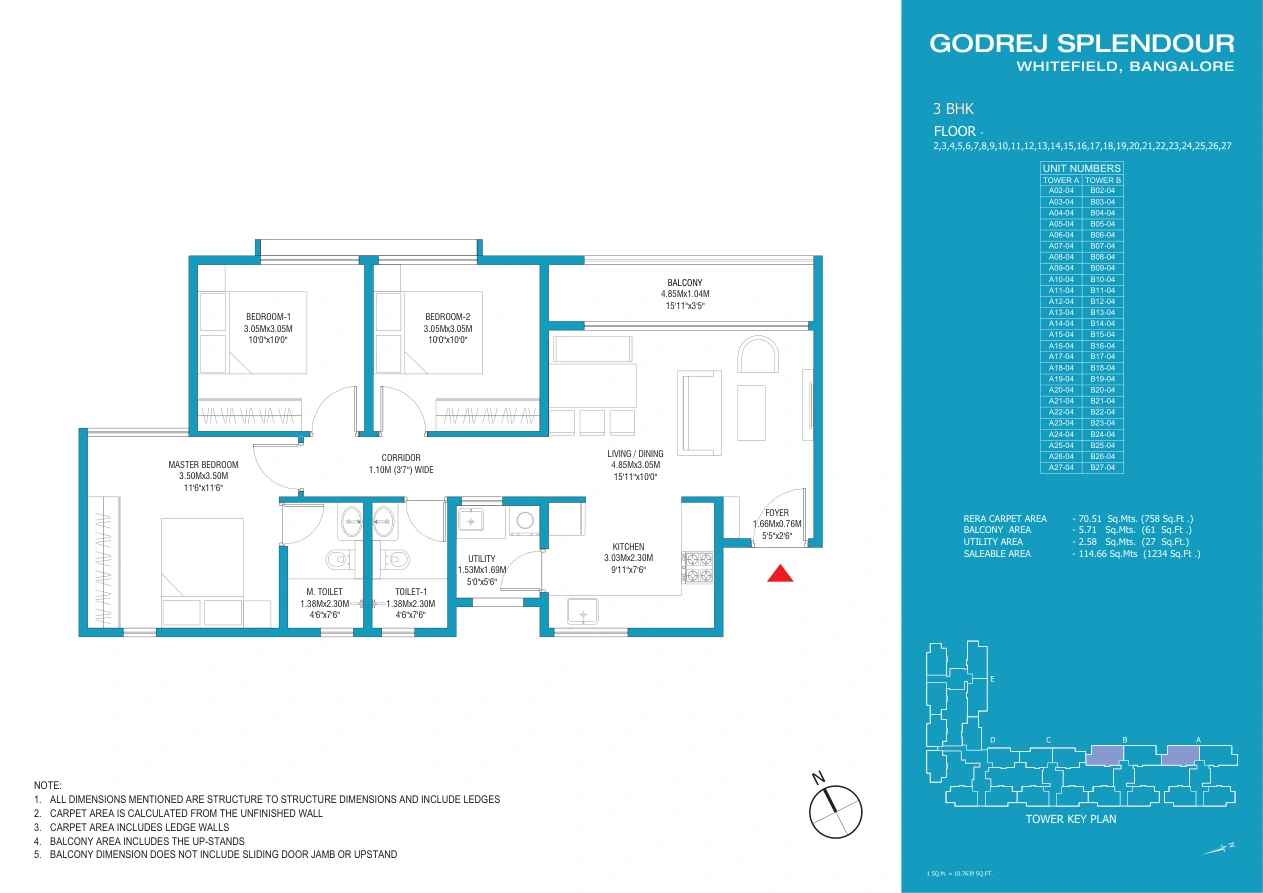 GODREJ SPLENDOUR
WHITEFIELD, BANGALORE
3 BHK
FLOOR -
2,3,4,5,6,7,8,9,10,11,12,13,14,15,16,17,18,19,20,21,22,23,24,25,26,27
UNIT NUMBERS
TOWER A TOWER B
A02-04 B02-04
A03-04 B03-04
A04-04 B04-04
A05-04 B05-04
A06-04 B06-04
A07-04 B07-04
A08-04 B08-04
A09-04 B09-04
A10-04 B10-04
A11-04 B11-04
A12-04 B12-04
A13-04 B13-04
A14-04 B14-04
A15-04 B15-04
A16-04 B16-04
A17-04 B17-04
A18-04 B18-04
A19-04 B19-04
A20-04 B20-04
A21-04 B21-04
A22-04 B22-04
A23-04 B23-04
A24-04 B24-04
A25-04 B25-04
A26-04 B26-04
A27-04 B27-04
RERA CARPET AREA - 70.51 Sq.Mts. (758 Sq.Ft .)
BALCONY AREA - 5.71 Sq.Mts. (61 Sq.Ft .)
UTILITY AREA - 2.58 Sq.Mts. (27 Sq.Ft.)
SALEABLE AREA - 114.66 Sq.Mts (1234 Sq.Ft .)
E
D C B A
TOWER KEY PLAN
N
1 SQ.M. = 10.7639 SQ.FT.
BALCONY
4.85Mx1.04M
15'11"x3'5"
BEDROOM-1
3.05Mx3.05M
10'0"x10'0"
BEDROOM-2
3.05Mx3.05M
10'0"x10'0"
MASTER BEDROOM
3.50Mx3.50M
11'6"x11'6"
CORRIDOR
1.10M (3'7") WIDE
LIVING / DINING
4.85Mx3.05M
15'11"x10'0"
FOYER
1.66Mx0.76M
5'5"x2'6"
KITCHEN
3.03Mx2.30M
9'11"x7'6"
UTILITY
1.53Mx1.69M
5'0"x5'6"
M. TOILET
1.38Mx2.30M
4'6"x7'6"
TOILET-1
1.38Mx2.30M
4'6"x7'6"
N
NOTE:
1. ALL DIMENSIONS MENTIONED ARE STRUCTURE TO STRUCTURE DIMENSIONS AND INCLUDE LEDGES
2. CARPET AREA IS CALCULATED FROM THE UNFINISHED WALL
3. CARPET AREA INCLUDES LEDGE WALLS
4. BALCONY AREA INCLUDES THE UP-STANDS
5. BALCONY DIMENSION DOES NOT INCLUDE SLIDING DOOR JAMB OR UPSTAND